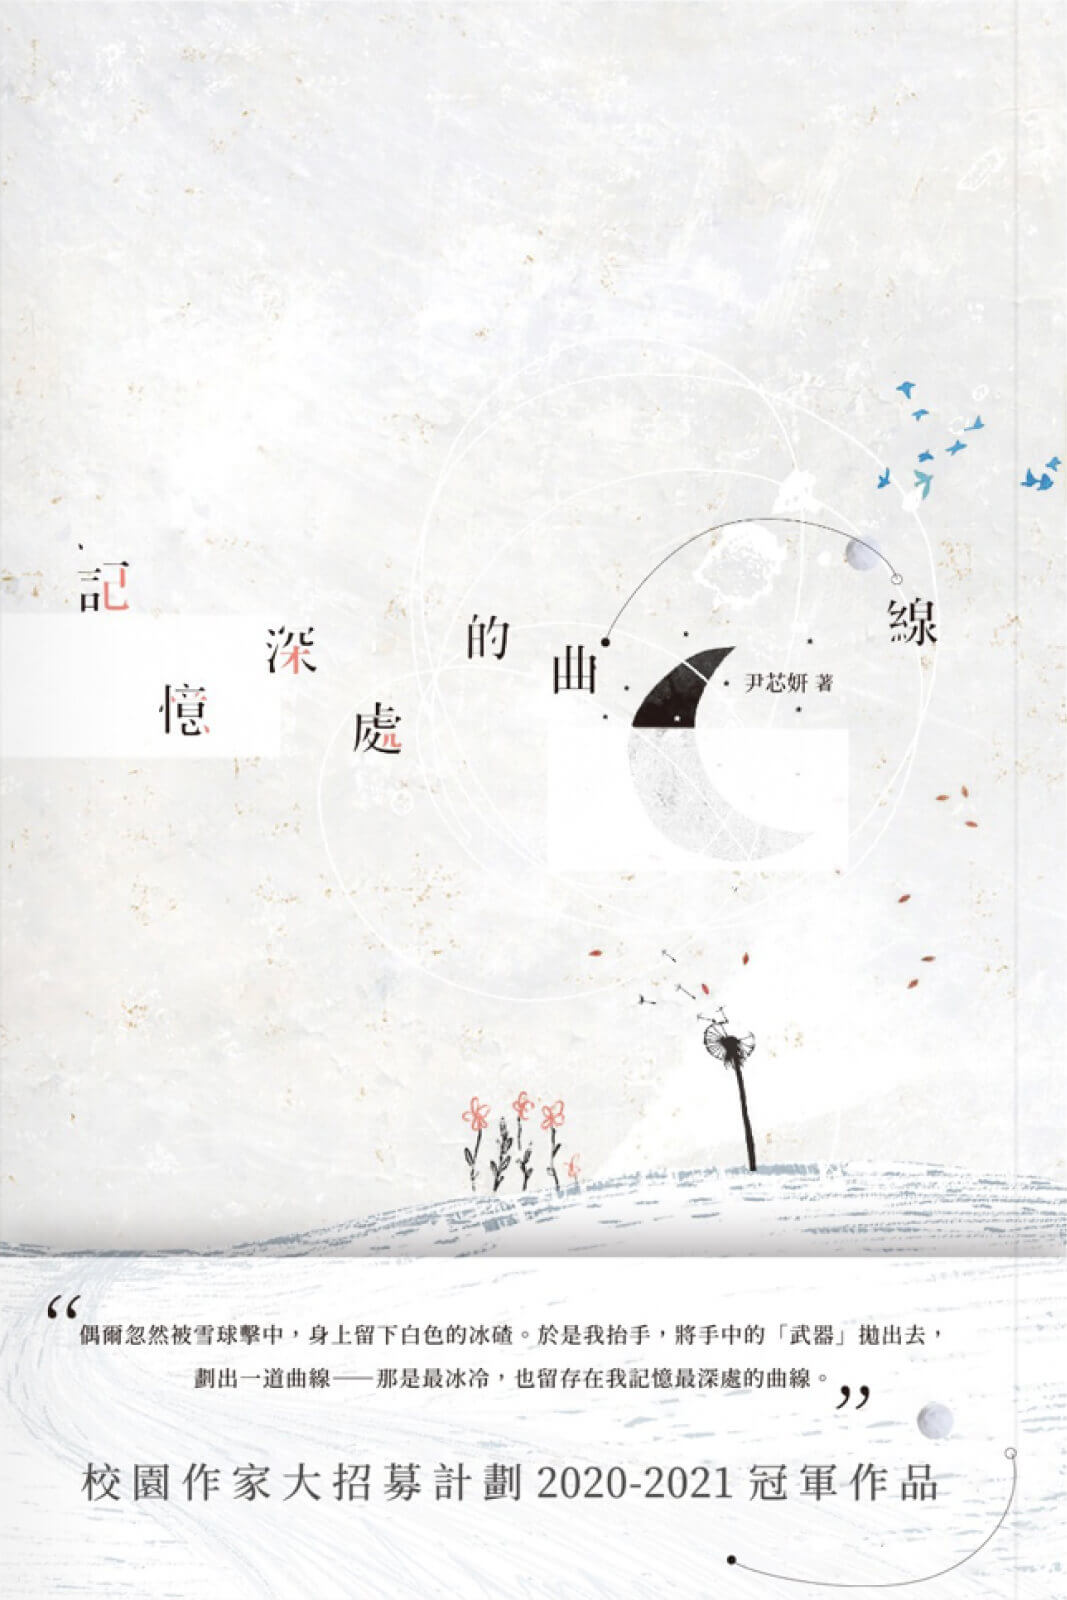 記憶深處的曲線
尹芯妍 著
“偶爾忽然被雪球擊中，身上留下白色的冰碴。於是我抬手，將手中的「武器」拋出去，
劃出一道曲線——那是最冰冷，也留存在我記憶最深處的曲線。”
校園作家大招募計劃 2020-2021 冠軍作品